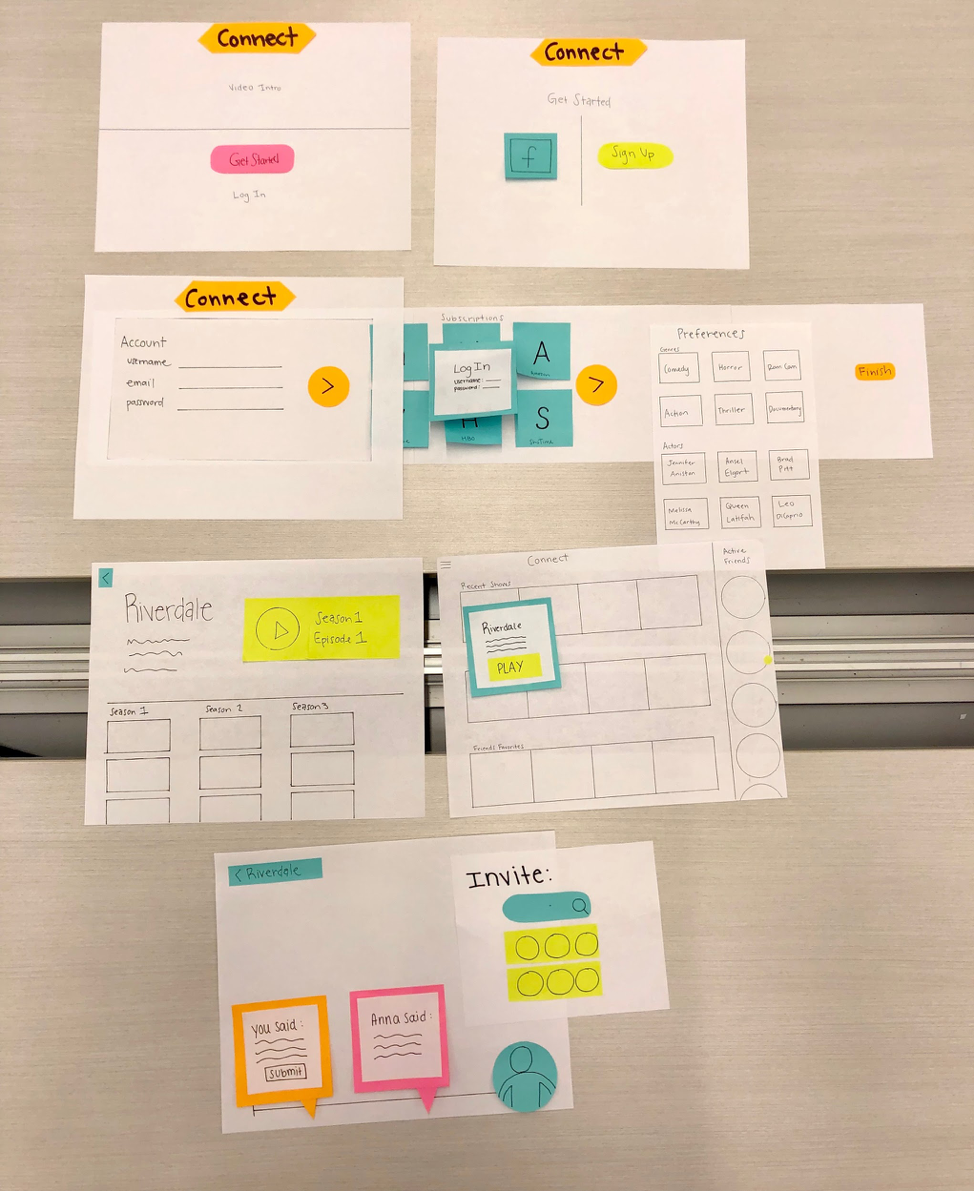 Connect
Video Intro
Get Started
Log In
Connect
Get Started
f
Sign Up
Connect
Account
username
email
password
>
Subscriptions
A
Log In
username:
password:
H
HBO
S
ShoTime
>
Preferences
Genres
Comedy
Horror
Rom Com
Action
Thriller
Documentary
Actors
Jennifer
Aniston
Ansel
Elgort
Brad
Pitt
Melissa
McCarthy
Queen
Latifah
Leo
DiCaprio
Finish
<
Riverdale
Season 1
Episode 1
Season 1
Season 2
Season 3
Connect
Active
Friends
Recent Shows
Riverdale
PLAY
Friends Favorites
< Riverdale
Invite:
you said:
submit
Anna said: